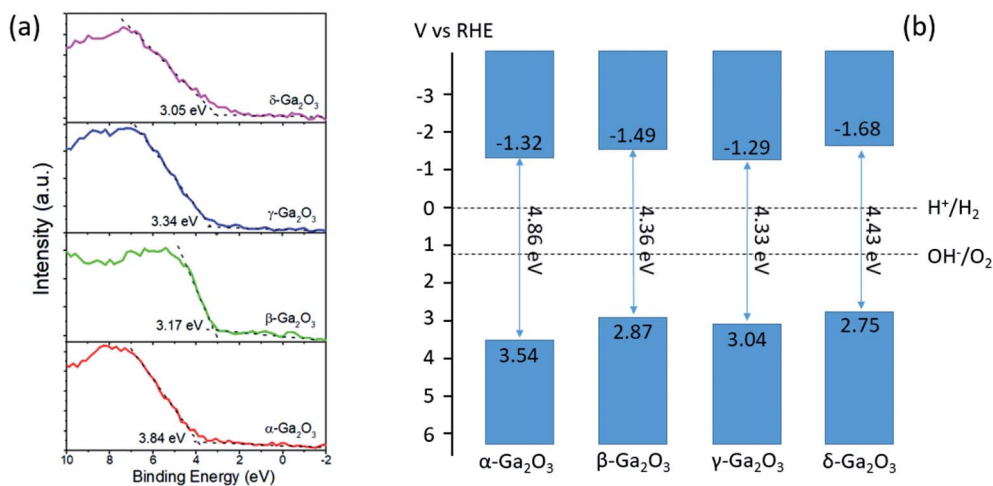 (a)
δ-Ga₂O₃
3.05 eV
γ-Ga₂O₃
3.34 eV
β-Ga₂O₃
3.17 eV
α-Ga₂O₃
3.84 eV
Intensity (a.u.)
10 8 6 4 2 0 -2
Binding Energy (eV)
(b)
V vs RHE
-3
-2
-1
0
1
2
3
4
5
6
-1.32 -1.49 -1.29 -1.68
4.86 eV 4.36 eV 4.33 eV 4.43 eV
H⁺/H₂
OH⁻/O₂
3.54 2.87 3.04 2.75
α-Ga₂O₃ β-Ga₂O₃ γ-Ga₂O₃ δ-Ga₂O₃